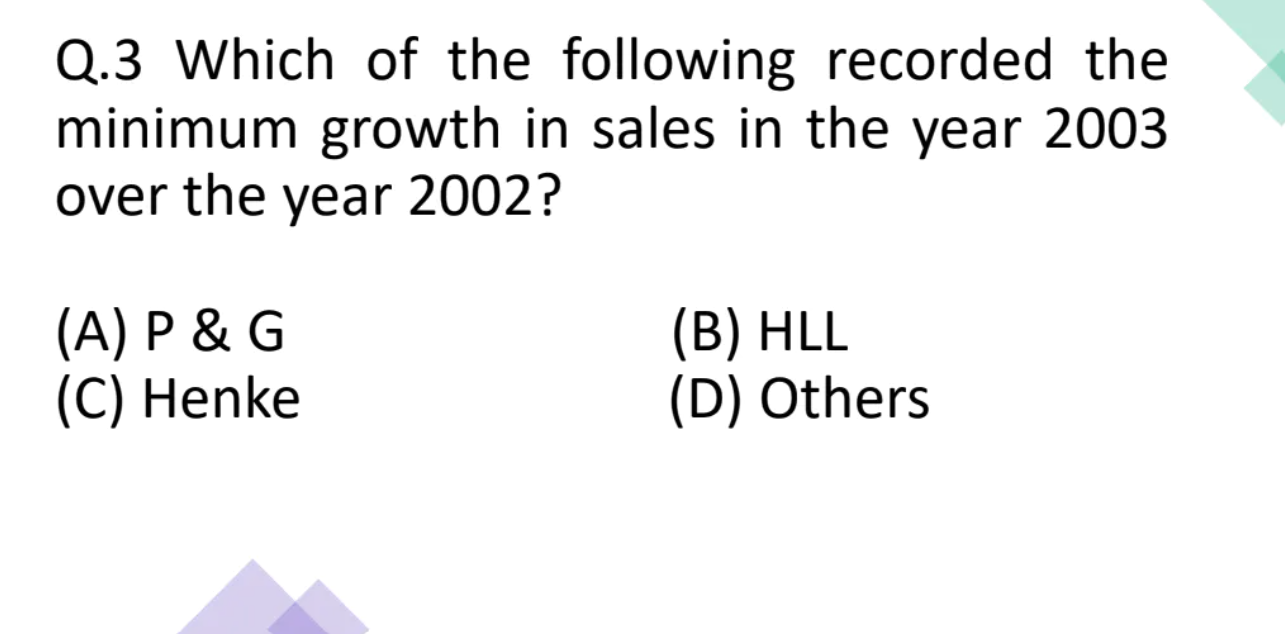 Q.3 Which of the following recorded the
minimum growth in sales in the year 2003
over the year 2002?
(A) P & G (B) HLL
(C) Henke (D) Others